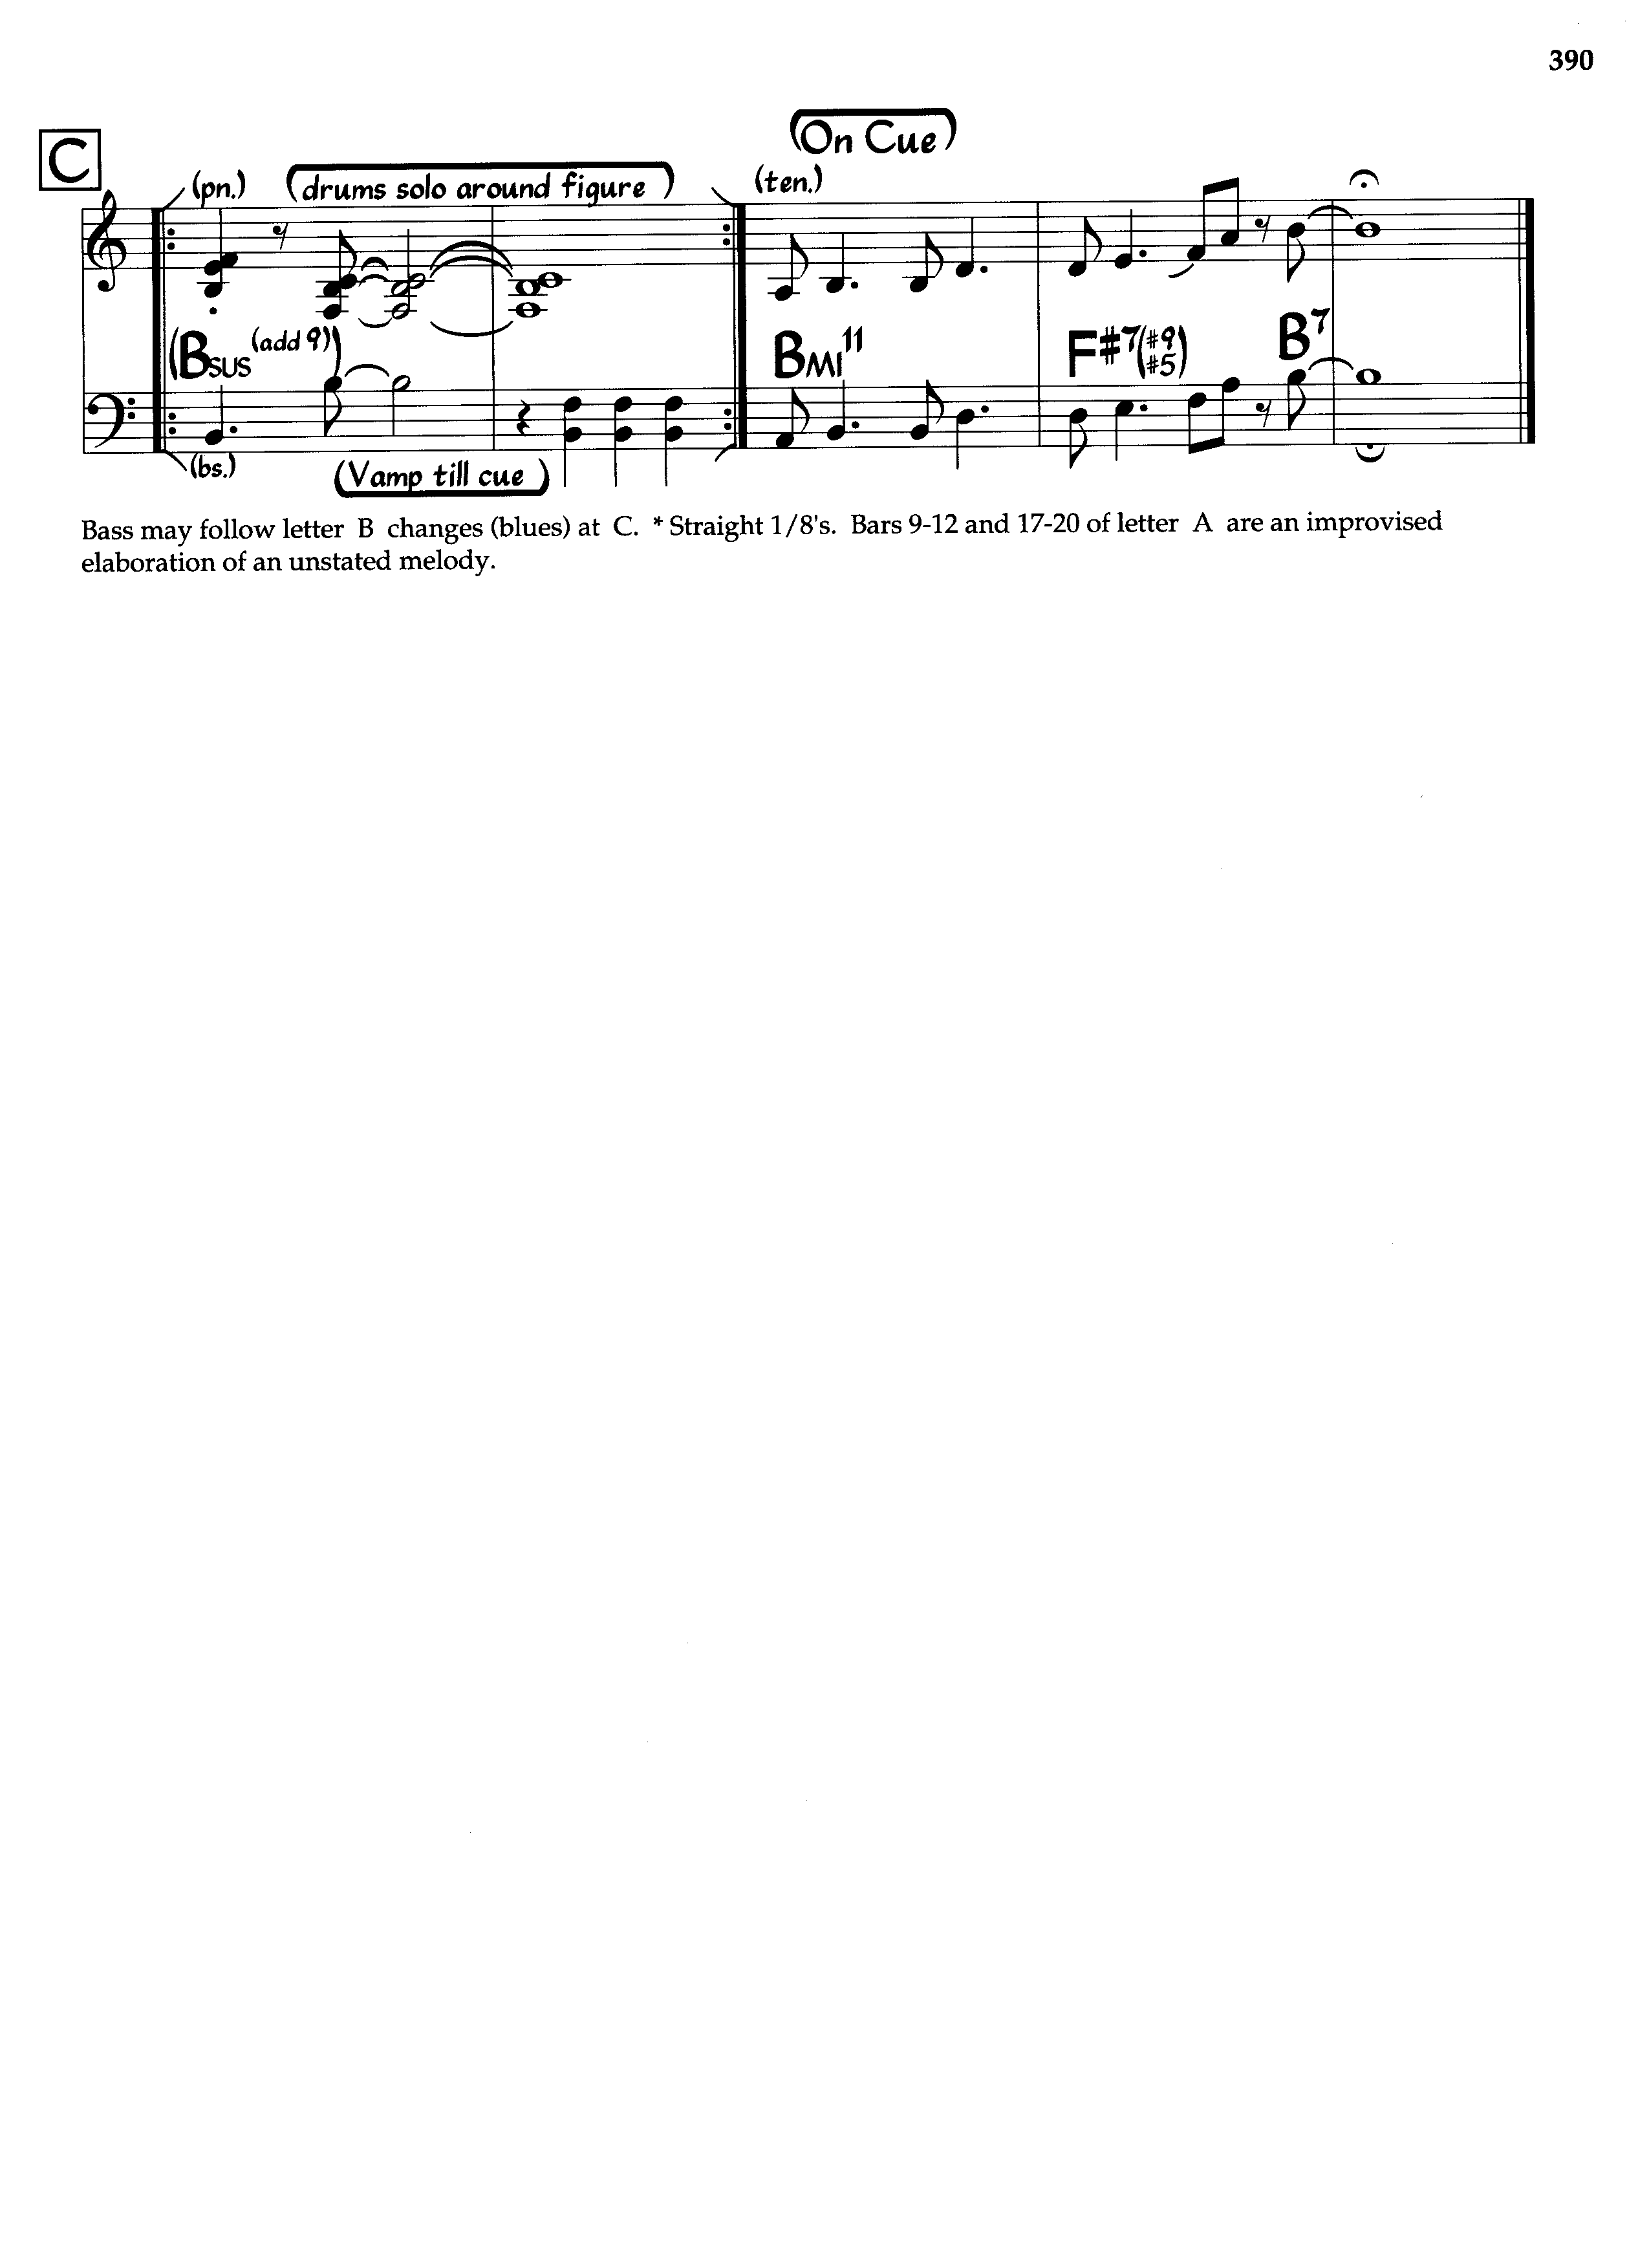 390
(On Cue)
C
(pn.) (drums solo around figure) (ten.)
(Bsus(add 9)) BMI11 F#7(#9 #5) B7
(bs.) (Vamp till cue)
Bass may follow letter B changes (blues) at C. * Straight 1/8's. Bars 9-12 and 17-20 of letter A are an improvised
elaboration of an unstated melody.